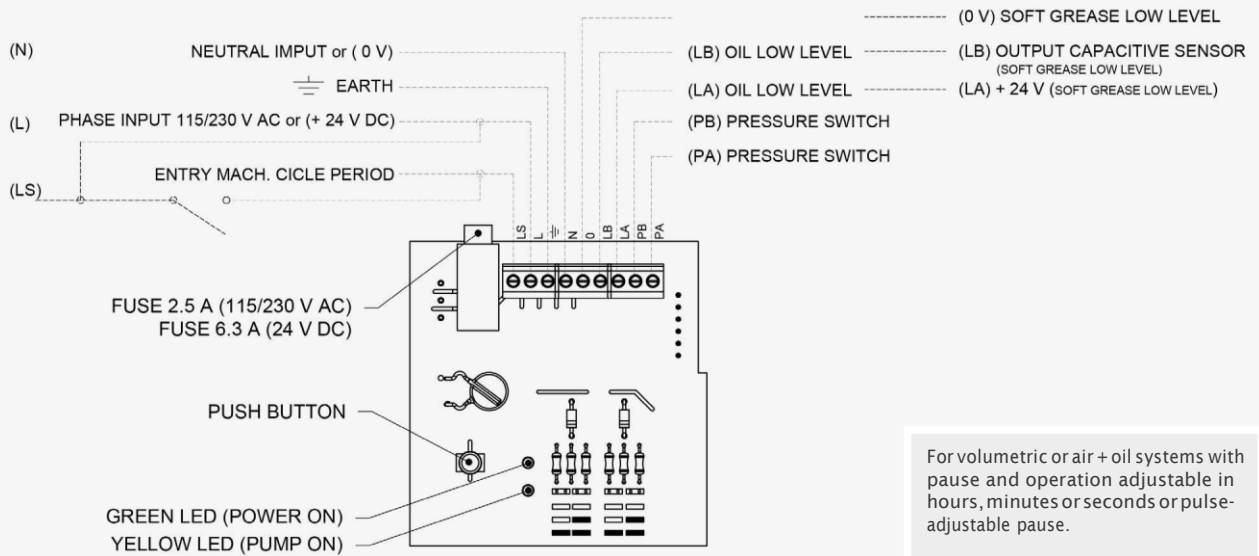 (0 V) SOFT GREASE LOW LEVEL
(N)
NEUTRAL IMPUT or ( 0 V)
(LB) OIL LOW LEVEL
(LB) OUTPUT CAPACITIVE SENSOR
(SOFT GREASE LOW LEVEL)
EARTH
(LA) OIL LOW LEVEL
(LA) + 24 V (SOFT GREASE LOW LEVEL)
(L)
PHASE INPUT 115/230 V AC or (+ 24 V DC)
(PB) PRESSURE SWITCH
(PA) PRESSURE SWITCH
ENTRY MACH. CICLE PERIOD
(LS)
LS
L
N
0
LB
LA
PB
PA
FUSE 2.5 A (115/230 V AC)
FUSE 6.3 A (24 V DC)
PUSH BUTTON
GREEN LED (POWER ON)
YELLOW LED (PUMP ON)
For volumetric or air + oil systems with
pause and operation adjustable in
hours, minutes or seconds or pulse-
adjustable pause.